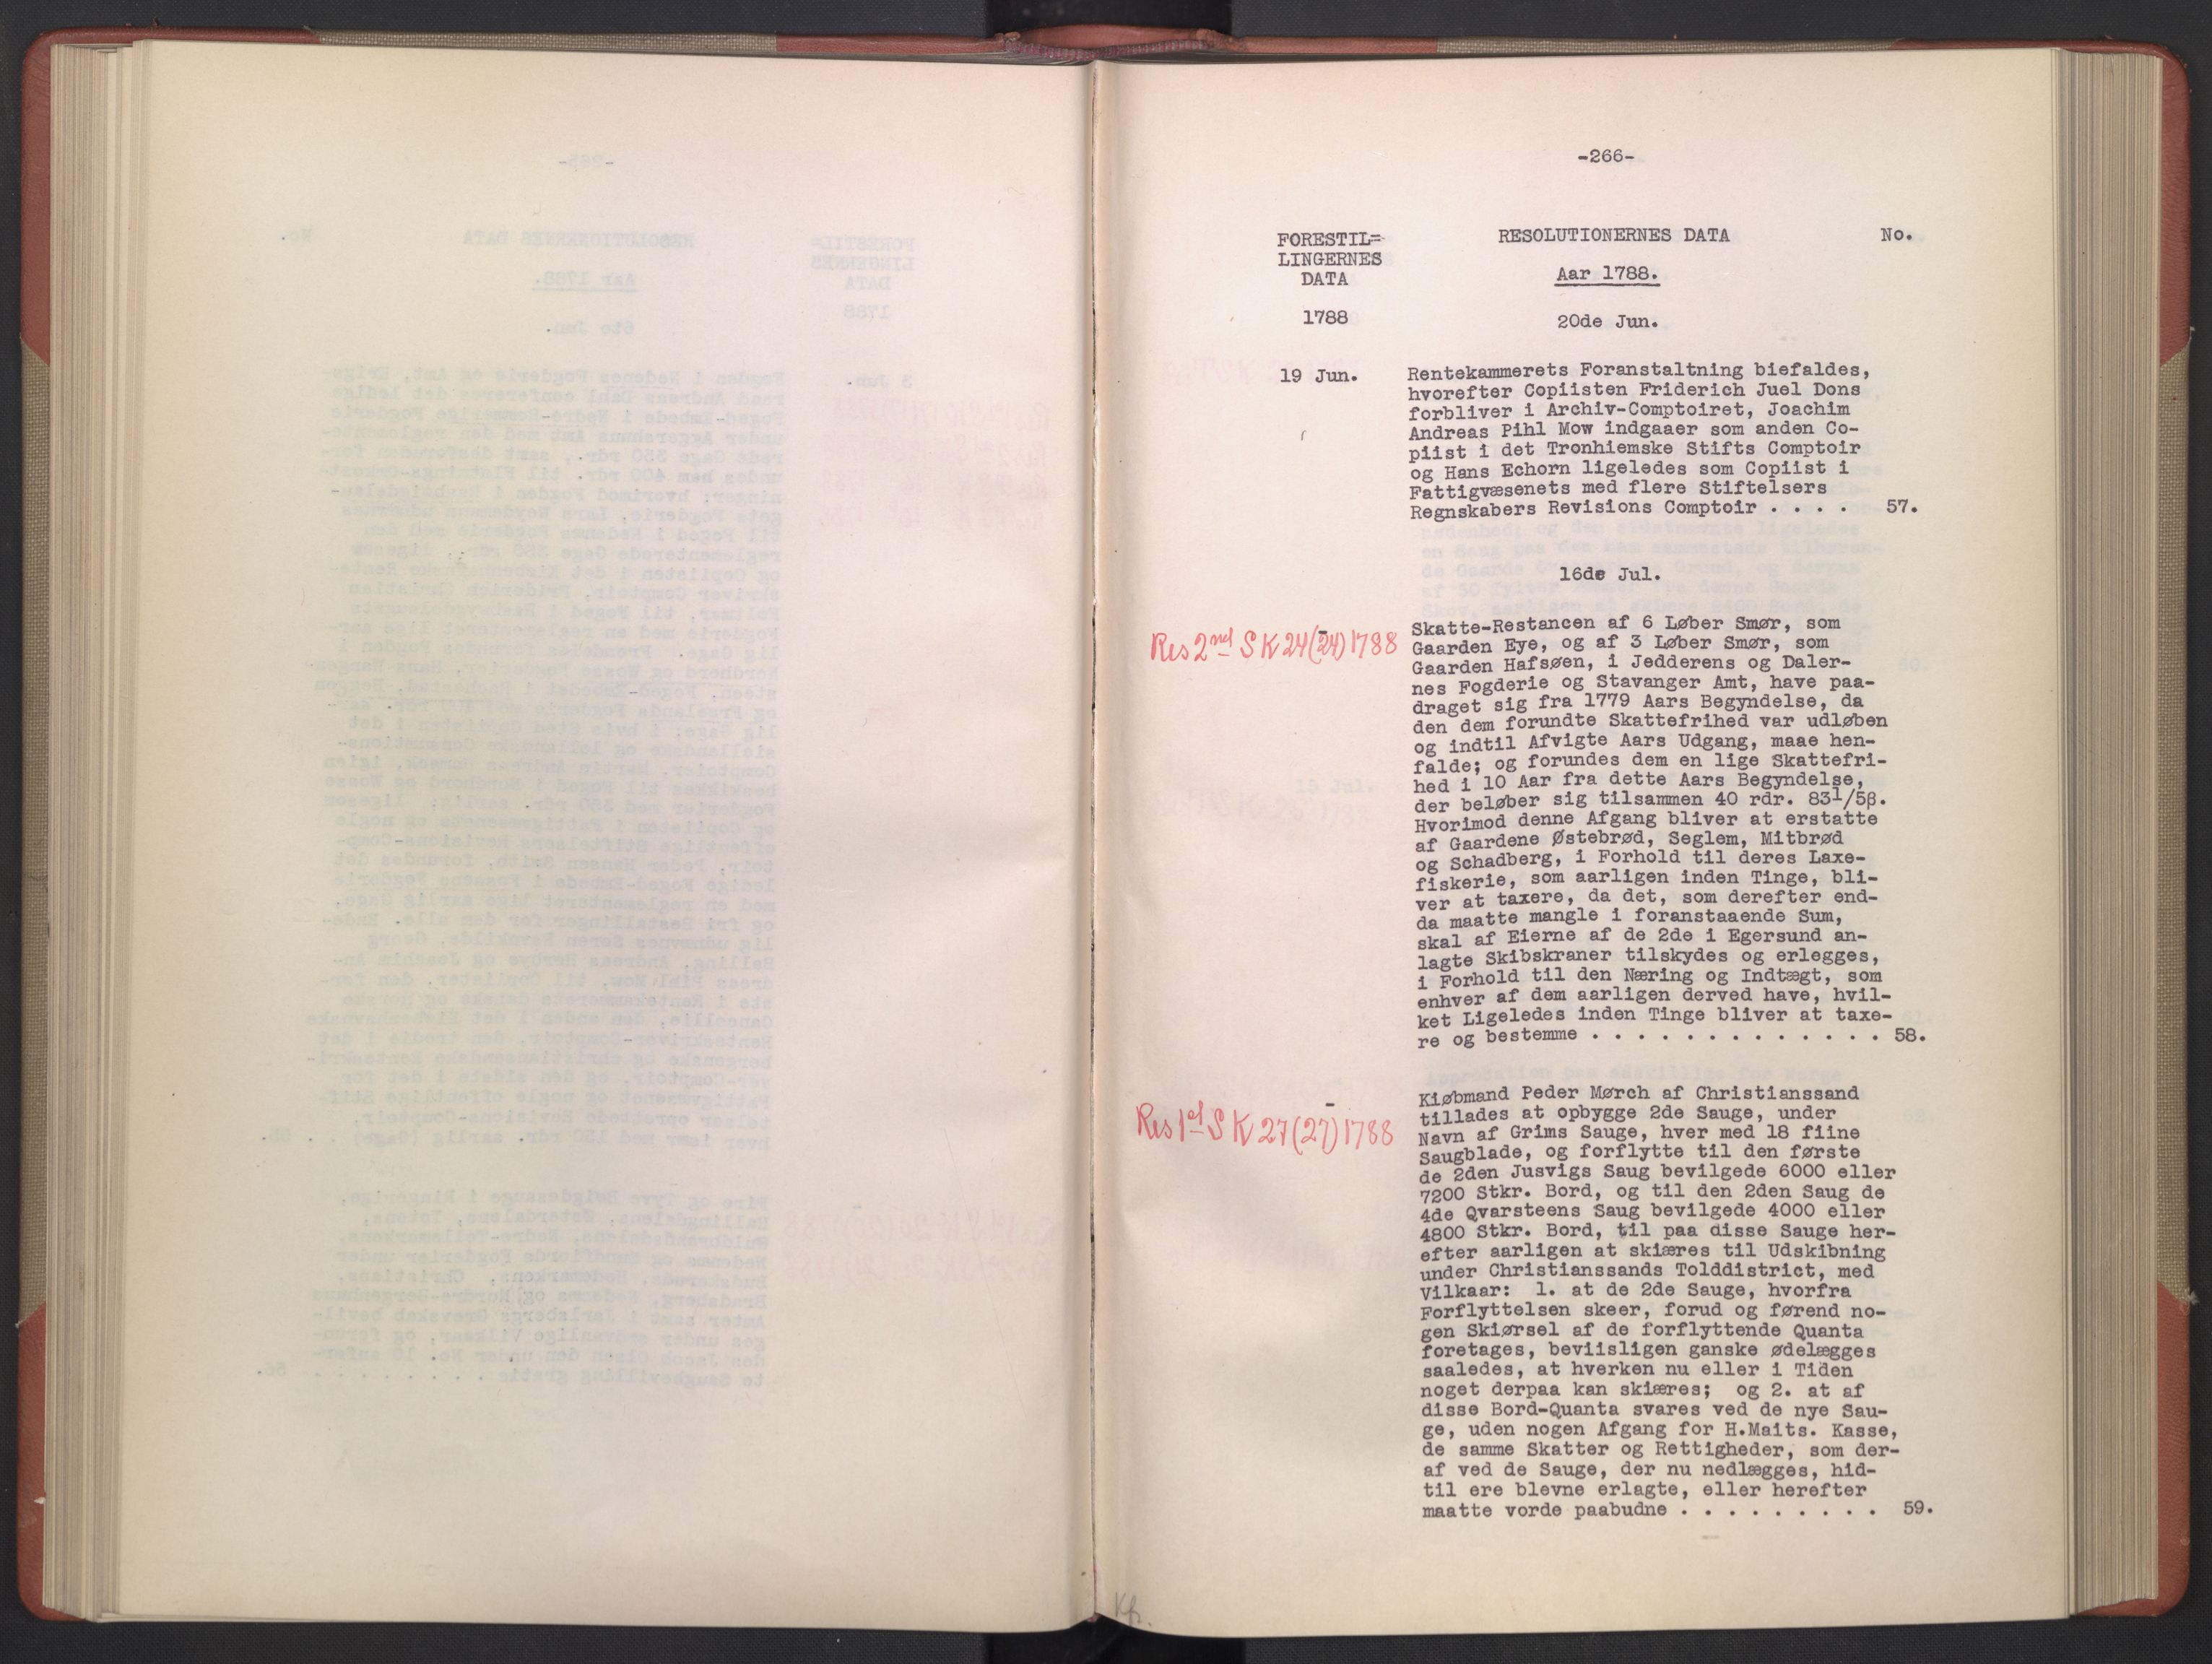 -266-
FORESTIL=
LINGERNES
DATA
RESOLUTIONERNES DATA
No.
Aar 1788.
1788
20de Jun.
19 Jun.
Rentekammerets Foranstaltning biefaldes,
hvorefter Copiisten Friderich Juel Dons
forbliver i Archiv-Comptoiret, Joachim
Andreas Pihl Mow indgaaer som anden Co-
piist i det Tronhiemske Stifts Comptoir
og Hans Echorn ligeledes som Copiist i
Fattigvæsenets med flere Stiftelsers
Regnskabers Revisions Comptoir . . . . 57.
16de Jul.
Res 2nd S K 24(24) 1788
Skatte-Restancen af 6 Løber Smør, som
Gaarden Eye, og af 3 Løber Smør, som
Gaarden Hafsøen, i Jedderens og Daler-
nes Fogderie og Stavanger Amt, have paa-
draget sig fra 1779 Aars Begyndelse, da
den dem forundte Skattefrihed var udløben
og indtil Afvigte Aars Udgang, maae hen-
falde; og forundes dem en lige Skattefri-
hed i 10 Aar fra dette Aars Begyndelse,
der beløber sig tilsammen 40 rdr. 83 1/5β.
Hvorimod denne Afgang bliver at erstatte
af Gaardene Østebrød, Seglem, Mitbrød
og Schadberg, i Forhold til deres Laxe-
fiskerie, som aarligen inden Tinge, bli-
ver at taxere, da det, som derefter end-
da maatte mangle i foranstaaende Sum,
skal af Eierne af de 2de i Egersund an-
lagte Skibskraner tilskydes og erlegges,
i Forhold til den Næring og Indtægt, som
enhver af dem aarligen derved have, hvil-
ket Ligeledes inden Tinge bliver at taxe-
re og bestemme . . . . . . . . . . . . . 58.
Res 1st S K 27(27) 1788
Kiøbmand Peder Mørch af Christianssand
tillades at opbygge 2de Sauge, under
Navn af Grims Sauge, hver med 18 fiine
Saugblade, og forflytte til den første
de 2den Jusvigs Saug bevilgede 6000 eller
7200 Stkr. Bord, og til den 2den Saug de
4de Qvarsteens Saug bevilgede 4000 eller
4800 Stkr. Bord, til paa disse Sauge her-
efter aarligen at skiæres til Udskibning
under Christianssands Tolddistrict, med
Vilkaar: 1. at de 2de Sauge, hvorfra
Forflyttelsen skeer, forud og førend no-
gen Skiørsel af de forflyttende Quanta
foretages, beviisligen ganske ødelægges
saaledes, at hverken nu eller i Tiden
noget derpaa kan skiæres; og 2. at af
disse Bord-Quanta svares ved de nye Sau-
ge, uden nogen Afgang for H.Maits. Kasse,
de samme Skatter og Rettigheder, som der-
af ved de Sauge, der nu nedlægges, hid-
til ere blevne erlagte, eller herefter
maatte vorde paabudne . . . . . . . . . 59.